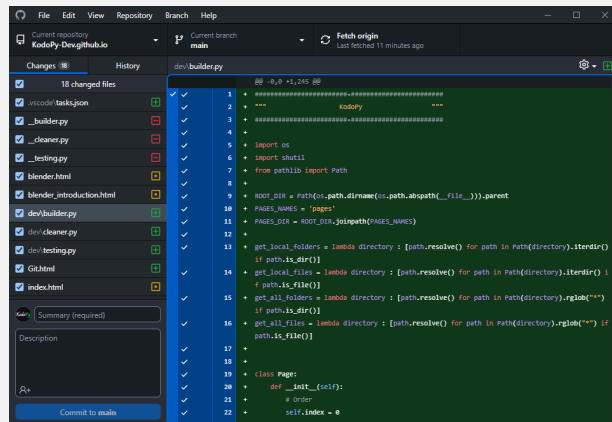 File Edit View Repository Branch Help
Current repository
KodoPy-Dev.github.io
Current branch
main
Fetch origin
Last fetched 11 minutes ago
Changes 18 History
dev\builder.py
18 changed files
@@ -0,0 +1,245 @@
.vscode\tasks.json
__builder.py
__cleaner.py
__testing.py
blender.html
blender_introduction.html
dev\builder.py
dev\cleaner.py
dev\testing.py
Git.html
index.html
KodoPy
Summary (required)
Description
Commit to main
1 + ########################-########################
2 + """ KodoPy """
3 + ########################-########################
4 +
5 + import os
6 + import shutil
7 + from pathlib import Path
8 +
9 + ROOT_DIR = Path(os.path.dirname(os.path.abspath(__file__))).parent
10 + PAGES_NAMES = 'pages'
11 + PAGES_DIR = ROOT_DIR.joinpath(PAGES_NAMES)
12 +
13 + get_local_folders = lambda directory : [path.resolve() for path in Path(directory).iterdir()
if path.is_dir()]
14 + get_local_files = lambda directory : [path.resolve() for path in Path(directory).iterdir() i
f path.is_file()]
15 + get_all_folders = lambda directory : [path.resolve() for path in Path(directory).rglob("*")
if path.is_dir()]
16 + get_all_files = lambda directory : [path.resolve() for path in Path(directory).rglob("*") if
path.is_file()]
17 +
18 +
19 + class Page:
20 + def __init__(self):
21 + # Order
22 + self.index = 0